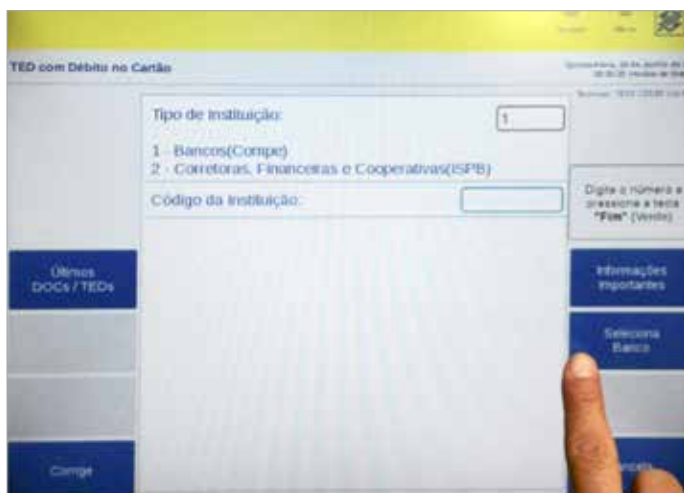 TED com Débito no Cartão
Tipo de Instituição:
1
1 - Bancos(Compe)
2 - Corretoras, Financeiras e Cooperativas(ISPB)
Código da Instituição:
Digite o número e
pressione a tecla
"Fim" (Verde)
Últimos
DOCs / TEDs
Informações
Importantes
Seleciona
Banco
Corrige